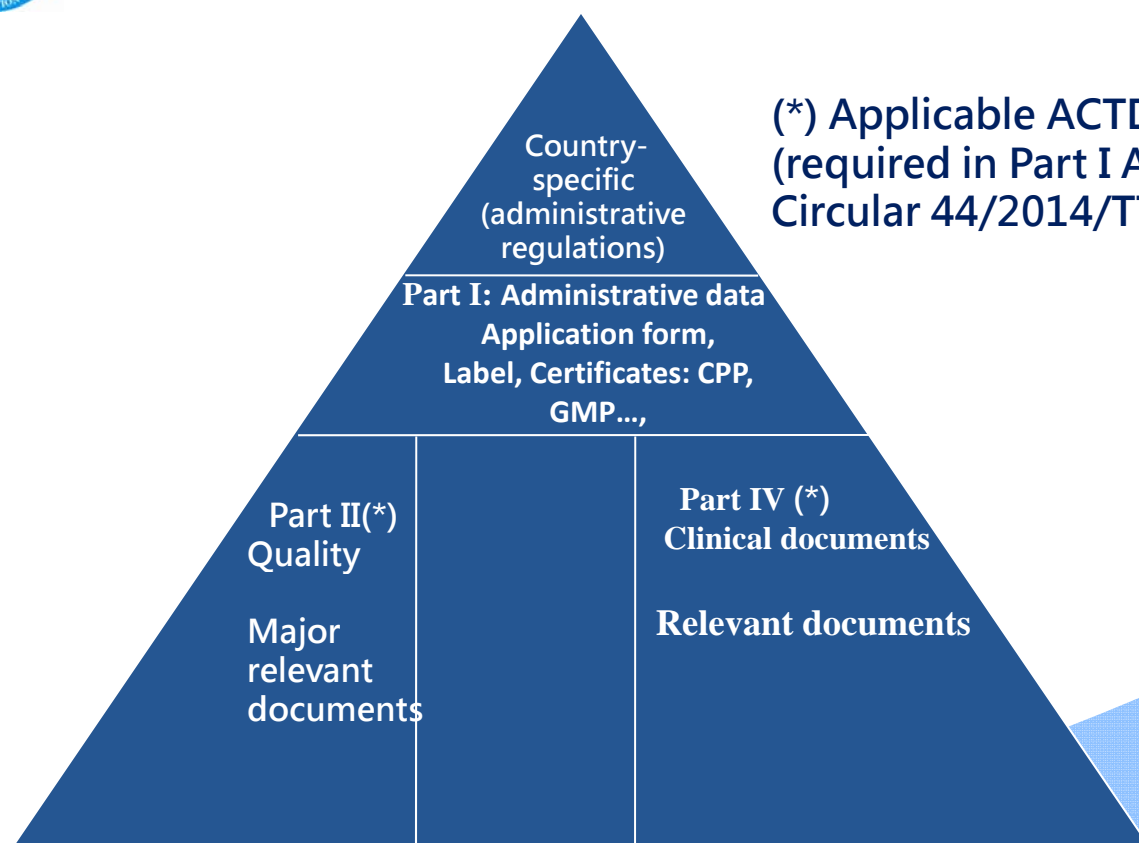 (*) Applicable ACTD
(required in Part I A
Circular 44/2014/TT
Country-
specific
(administrative
regulations)
Part I: Administrative data
Application form,
Label, Certificates: CPP,
GMP…,
Part II(*)
Quality
Major
relevant
documents
Part IV (*)
Clinical documents
Relevant documents